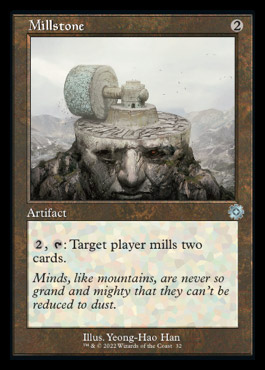 Millstone 2
Artifact
2, T: Target player mills two
cards.
Minds, like mountains, are never so
grand and mighty that they can't be
reduced to dust.
Illus. Yeong-Hao Han
™ & © 2022 Wizards of the Coast 32